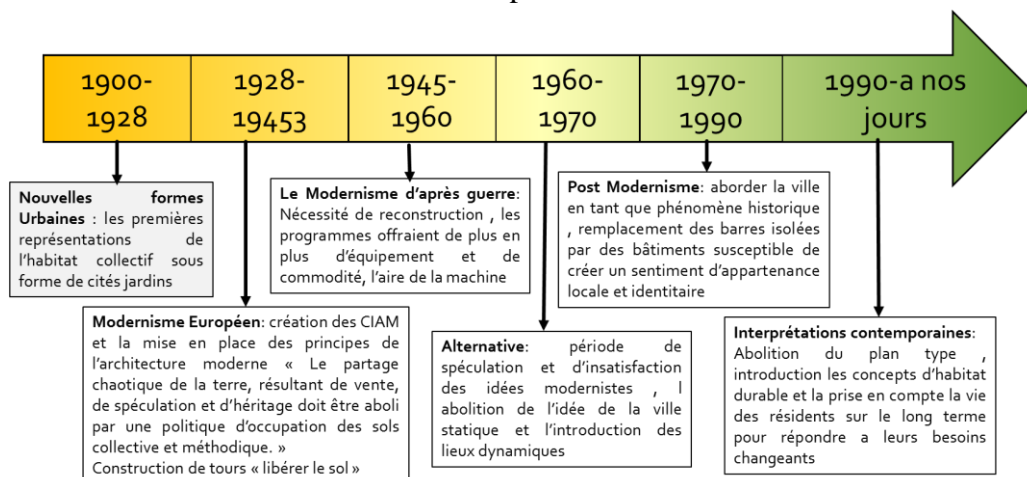 1900-
1928
1928-
19453
1945-
1960
1960-
1970
1970-
1990
1990-a nos
jours
Nouvelles formes
Urbaines : les premières
représentations de
l'habitat collectif sous
forme de cités jardins
Modernisme Européen: création des CIAM
et la mise en place des principes de
l'architecture moderne « Le partage
chaotique de la terre, résultant de vente,
de spéculation et d'héritage doit être aboli
par une politique d'occupation des sols
collective et méthodique. »
Construction de tours « libérer le sol »
Le Modernisme d'après guerre:
Nécessité de reconstruction , les
programmes offraient de plus en
plus d'équipement et de
commodité, l'aire de la machine
Alternative: période de
spéculation et d'insatisfaction
des idées modernistes , l
abolition de l'idée de la ville
statique et l'introduction des
lieux dynamiques
Post Modernisme: aborder la ville
en tant que phénomène historique
, remplacement des barres isolées
par des bâtiments susceptible de
créer un sentiment d'appartenance
locale et identitaire
Interprétations contemporaines:
Abolition du plan type ,
introduction les concepts d'habitat
durable et la prise en compte la vie
des résidents sur le long terme
pour répondre a leurs besoins
changeants